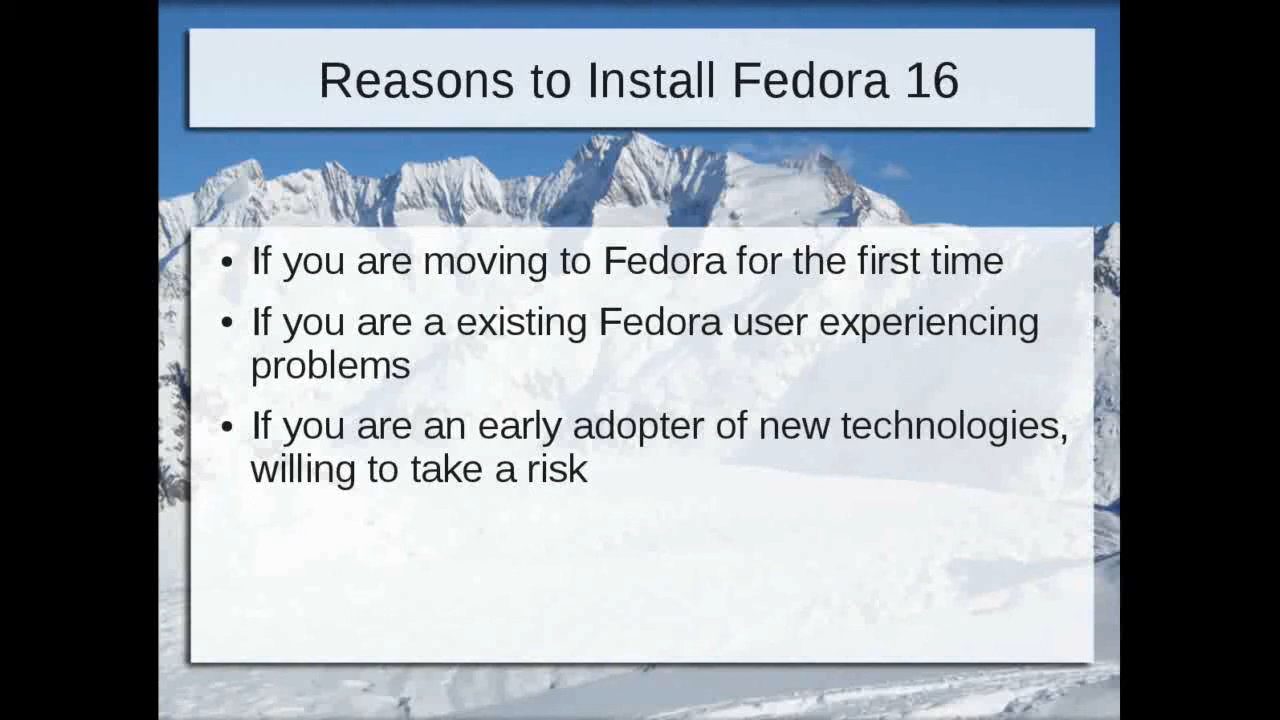 Reasons to Install Fedora 16
• If you are moving to Fedora for the first time
• If you are a existing Fedora user experiencing
problems
• If you are an early adopter of new technologies,
willing to take a risk